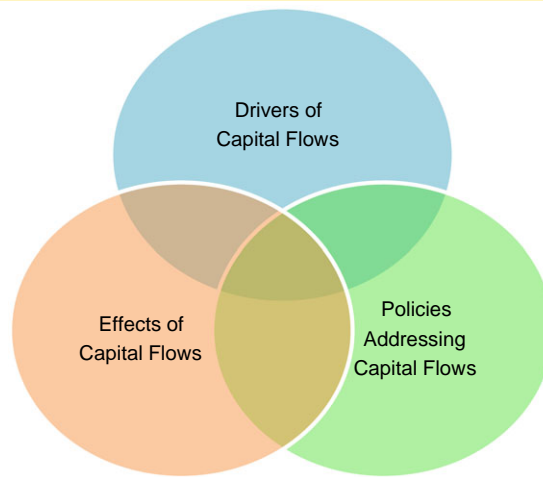 Drivers of
Capital Flows
Effects of
Capital Flows
Policies
Addressing
Capital Flows